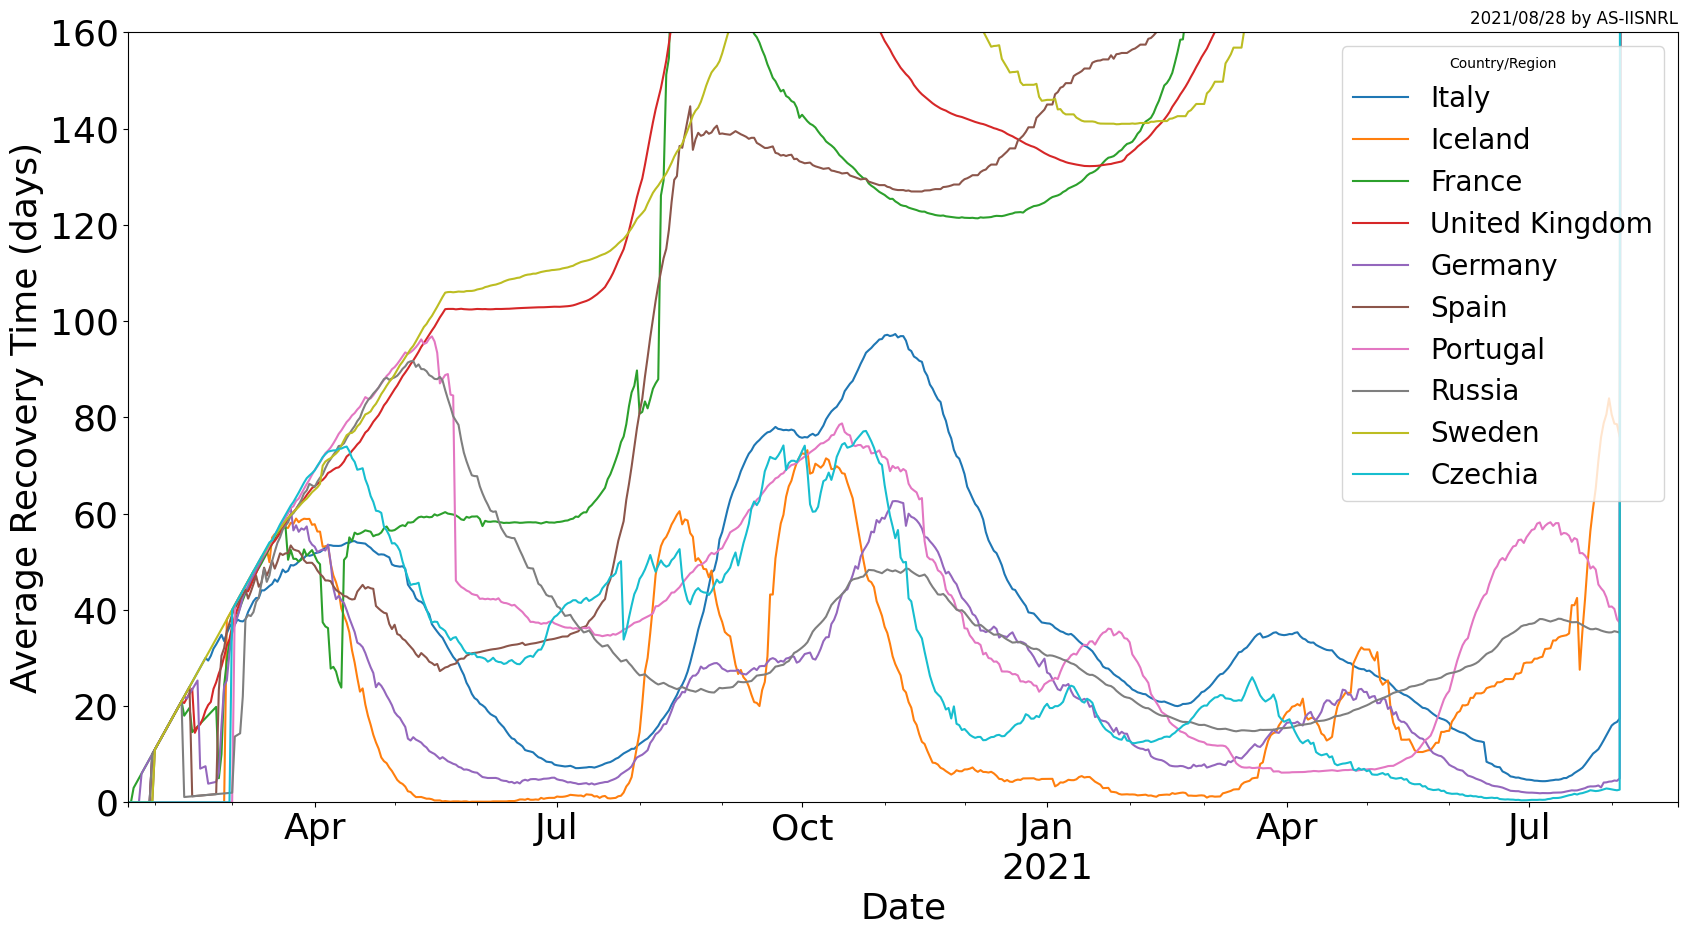 2021/08/28 by AS-IISNRL
160
140
120
100
80
60
40
20
0
Average Recovery Time (days)
Country/Region
Italy
Iceland
France
United Kingdom
Germany
Spain
Portugal
Russia
Sweden
Czechia
Apr
Jul
Oct
Jan
2021
Apr
Jul
Date